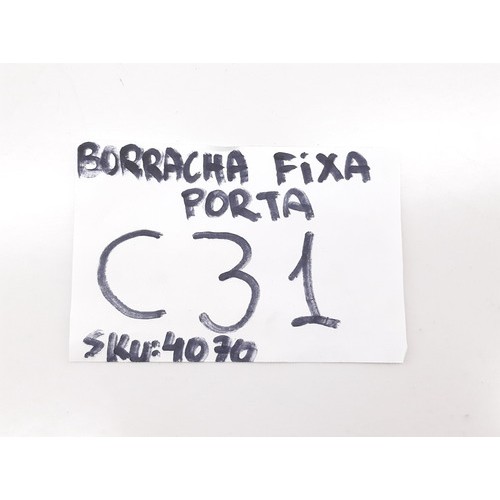 BORRACHA FiXA
PORTA
C31
SKU:4070